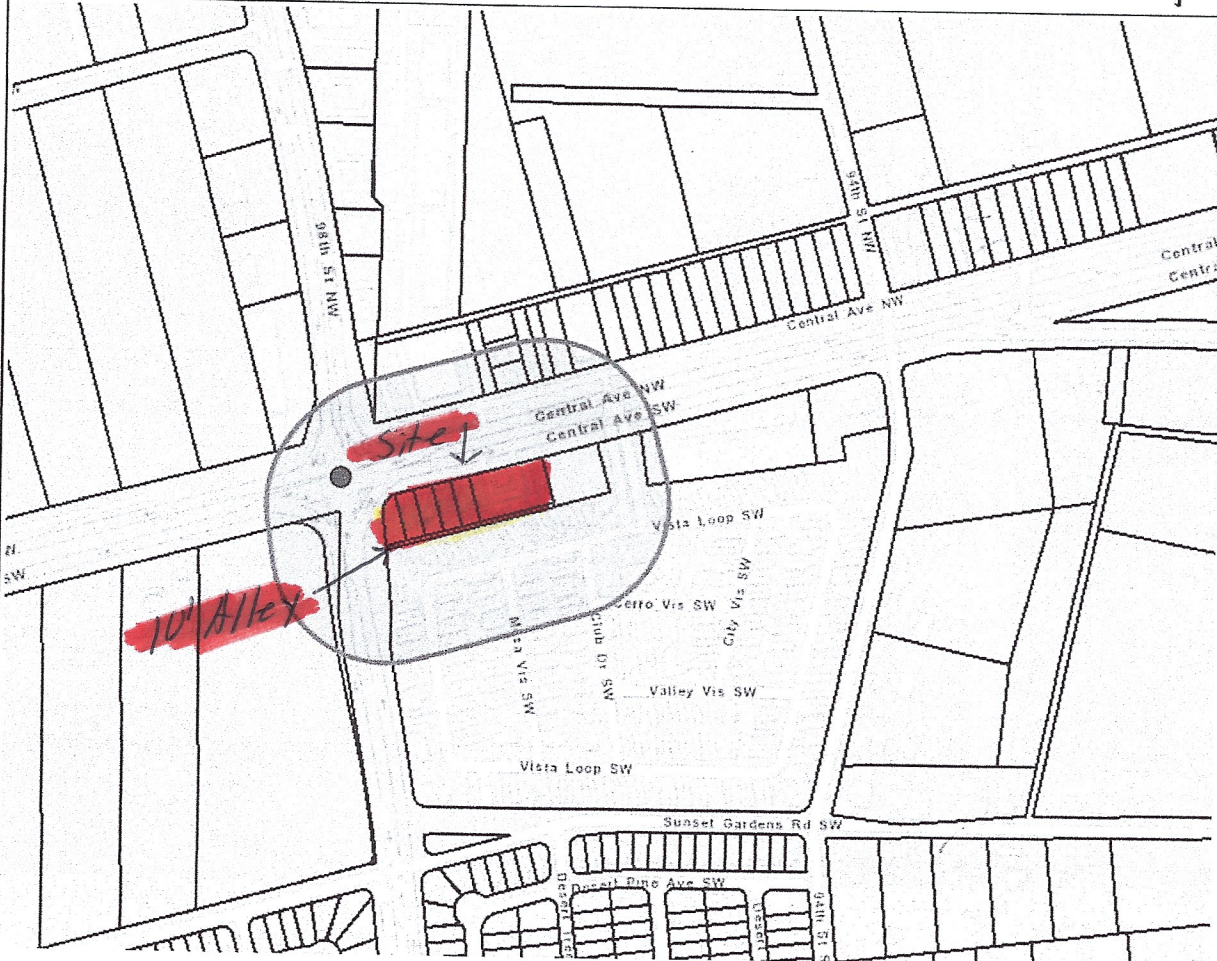 98th St NW
94th St NW
Central
Central Ave NW
Central Ave NW
Central Ave SW
Site
SW
Vista Loop SW
10' Alley
Cerro Vis SW
City Vis SW
Mesa Vis SW
Club Dr SW
Valley Vis SW
Vista Loop SW
Sunset Gardens Rd SW
Desert Pine Ave SW
Desert
Desert
94th St S